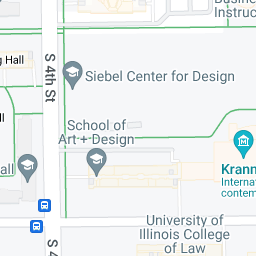 Busine
Instruc
g Hall
S 4th St
Siebel Center for Design
School of
Art + Design
all
Krann
Internat
contem
University of
Illinois College
of Law
S 4